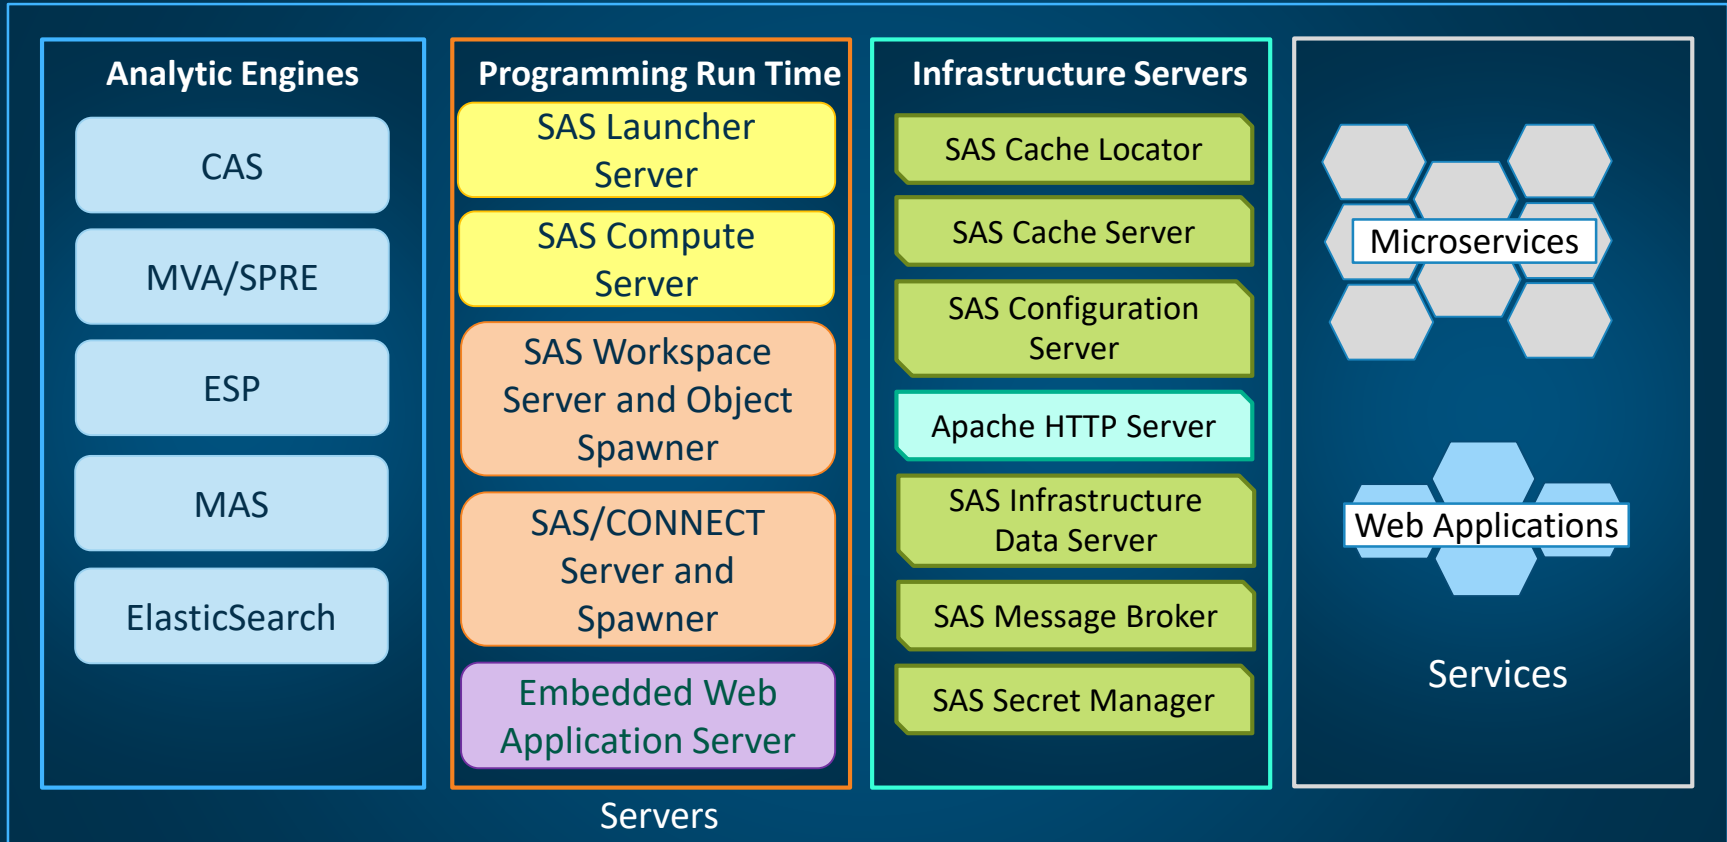 Analytic Engines
CAS
MVA/SPRE
ESP
MAS
ElasticSearch
Programming Run Time
SAS Launcher
Server
SAS Compute
Server
SAS Workspace
Server and Object
Spawner
SAS/CONNECT
Server and
Spawner
Embedded Web
Application Server
Infrastructure Servers
SAS Cache Locator
SAS Cache Server
SAS Configuration
Server
Apache HTTP Server
SAS Infrastructure
Data Server
SAS Message Broker
SAS Secret Manager
Servers
Microservices
Web Applications
Services